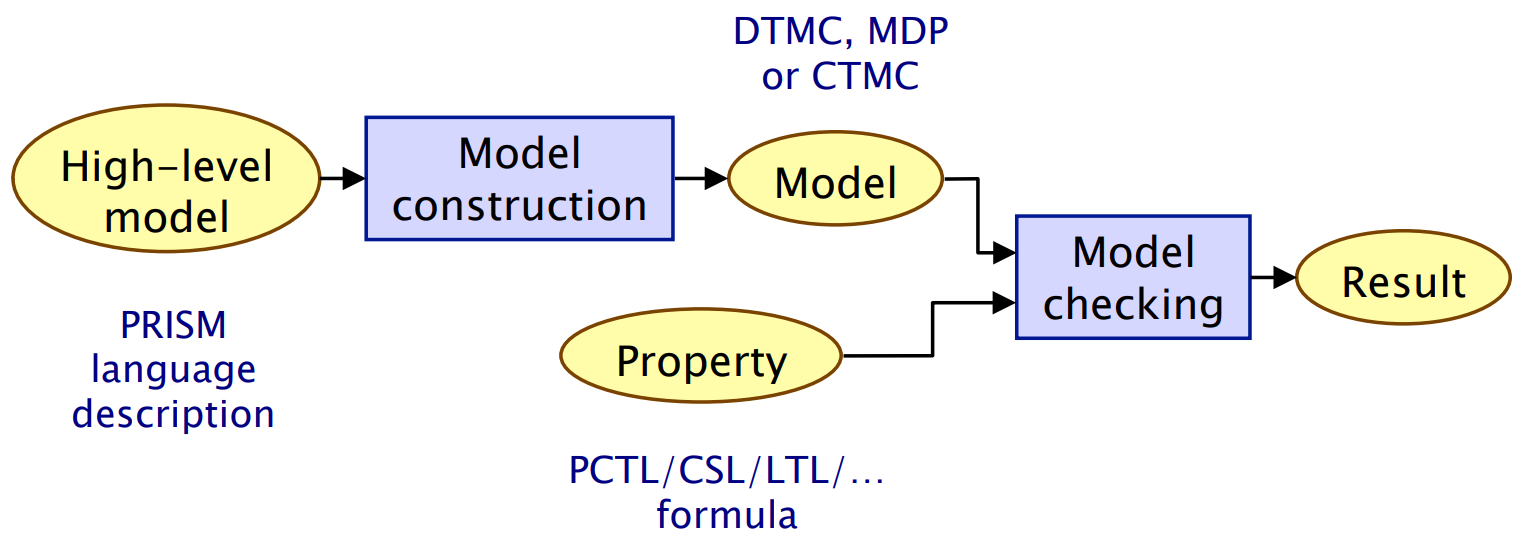 DTMC, MDP
or CTMC
High-level
model
Model
construction
Model
Model
checking
Result
PRISM
language
description
Property
PCTL/CSL/LTL/...
formula